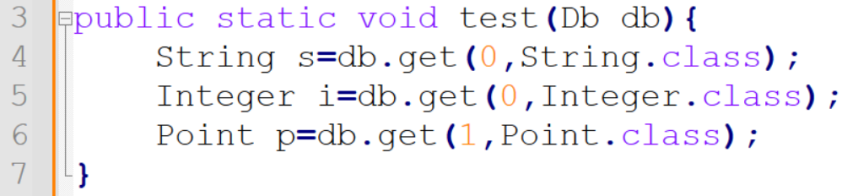 3 public static void test(Db db){
4 String s=db.get(0,String.class);
5 Integer i=db.get(0,Integer.class);
6 Point p=db.get(1,Point.class);
7 }